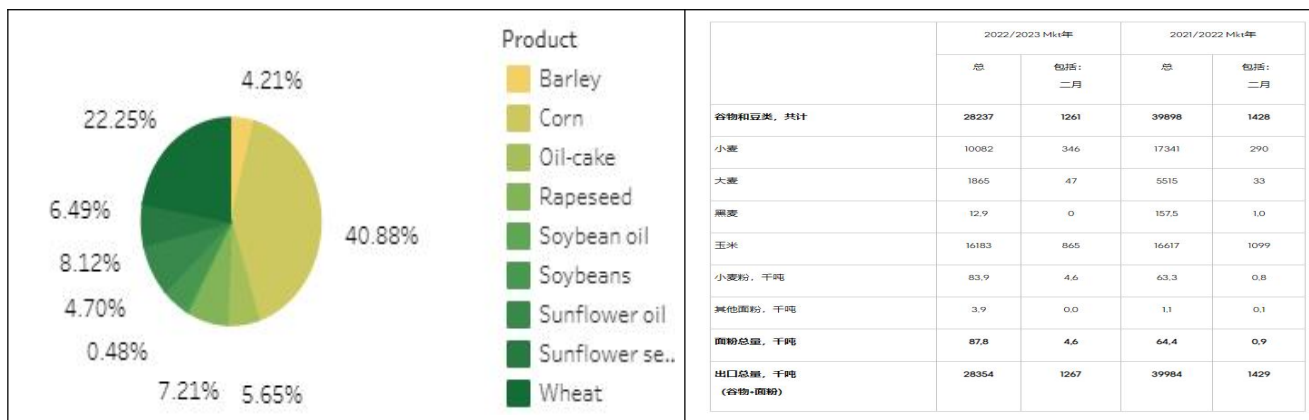 Product
Barley
Corn
Oil-cake
Rapeseed
Soybean oil
Soybeans
Sunflower oil
Sunflower se..
Wheat
4.21%
40.88%
5.65%
7.21%
0.48%
4.70%
8.12%
6.49%
22.25%
2022/2023 Mkt年 2021/2022 Mkt年
总 包括: 总 包括:
二月 二月
谷物和豆类，共计 28237 1261 39898 1428
小麦 10082 346 17341 290
大麦 1865 47 5515 33
黑麦 12,9 0 157,5 1,0
玉米 16183 865 16617 1099
小麦粉，千吨 83,9 4,6 63,3 0,8
其他面粉，千吨 3,9 0,0 1,1 0,1
面粉总量，千吨 87,8 4,6 64,4 0,9
出口总量，千吨 28354 1267 39984 1429
（谷物+面粉）